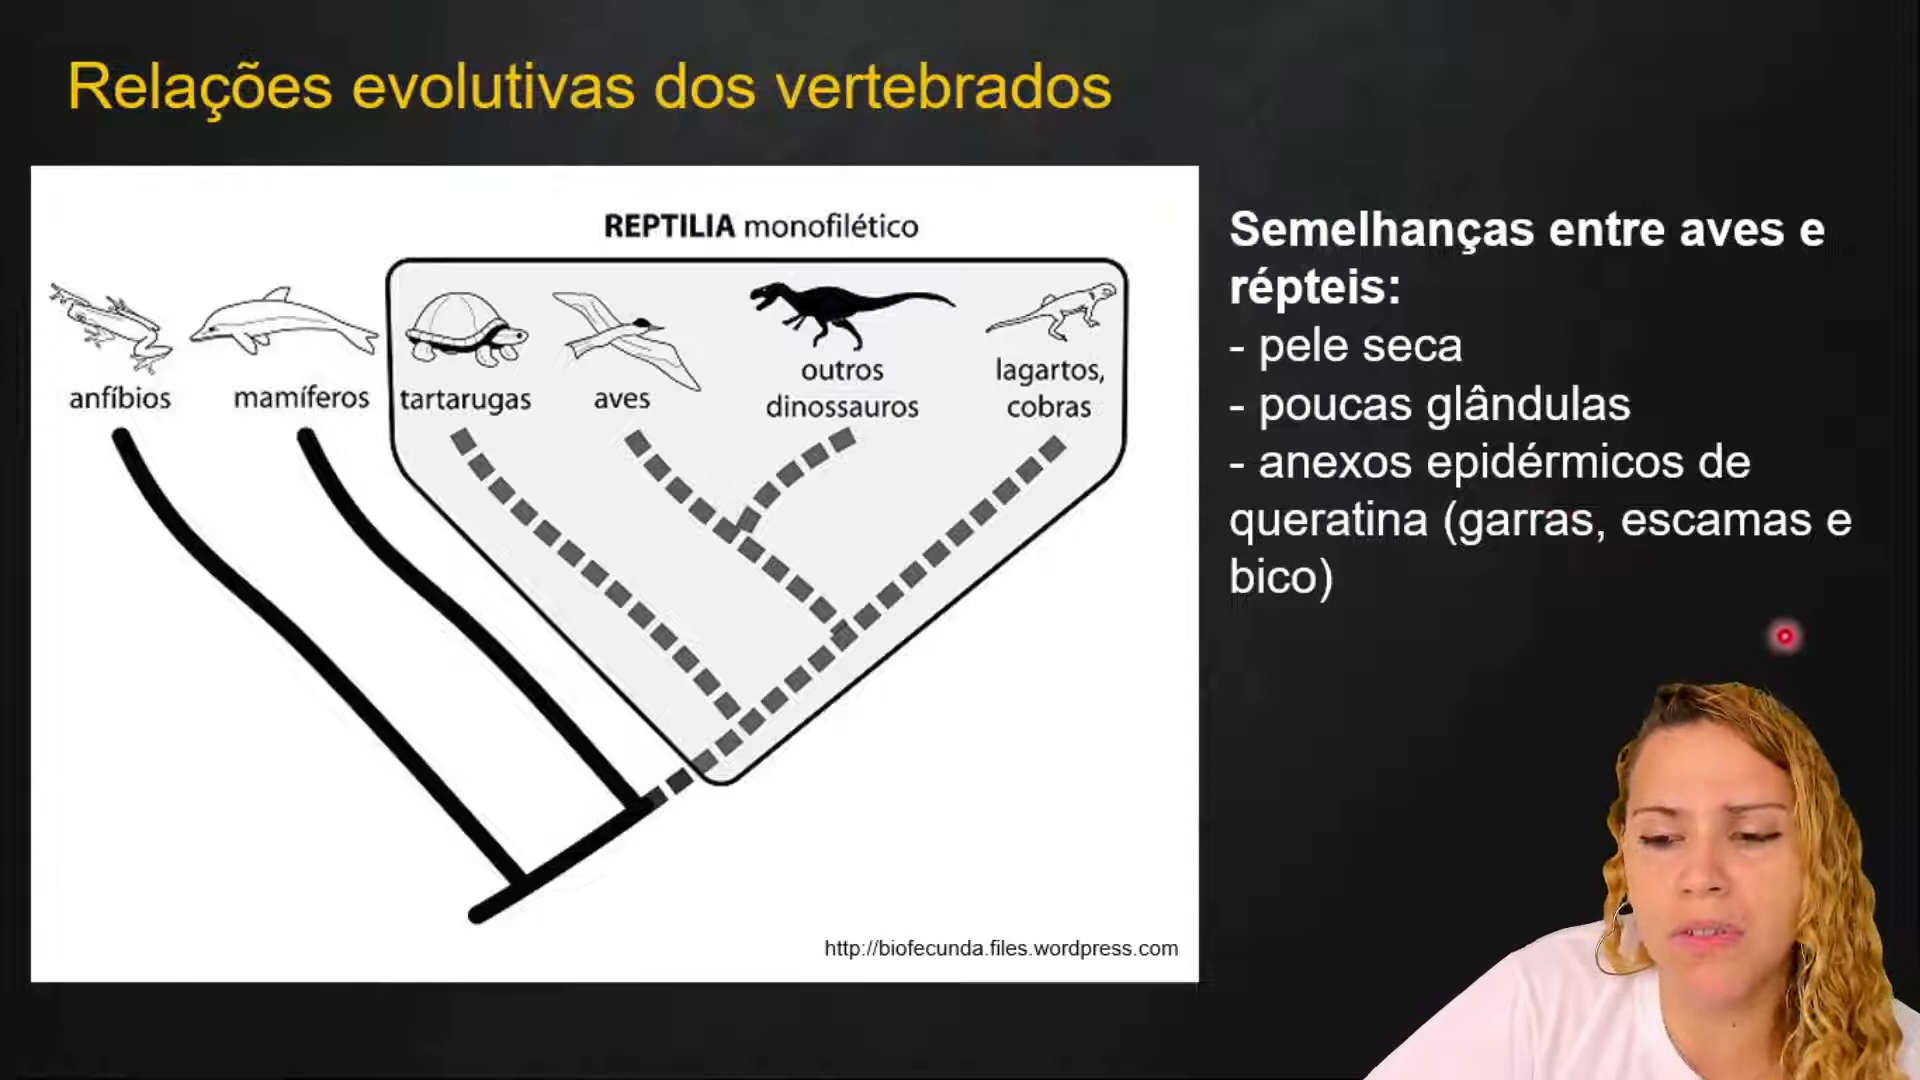 Relações evolutivas dos vertebrados
REPTILIA monofilético
anfíbios
mamíferos
tartarugas
aves
outros
dinossauros
lagartos,
cobras
http://biofecunda.files.wordpress.com
Semelhanças entre aves e
répteis:
- pele seca
- poucas glândulas
- anexos epidérmicos de
queratina (garras, escamas e
bico)